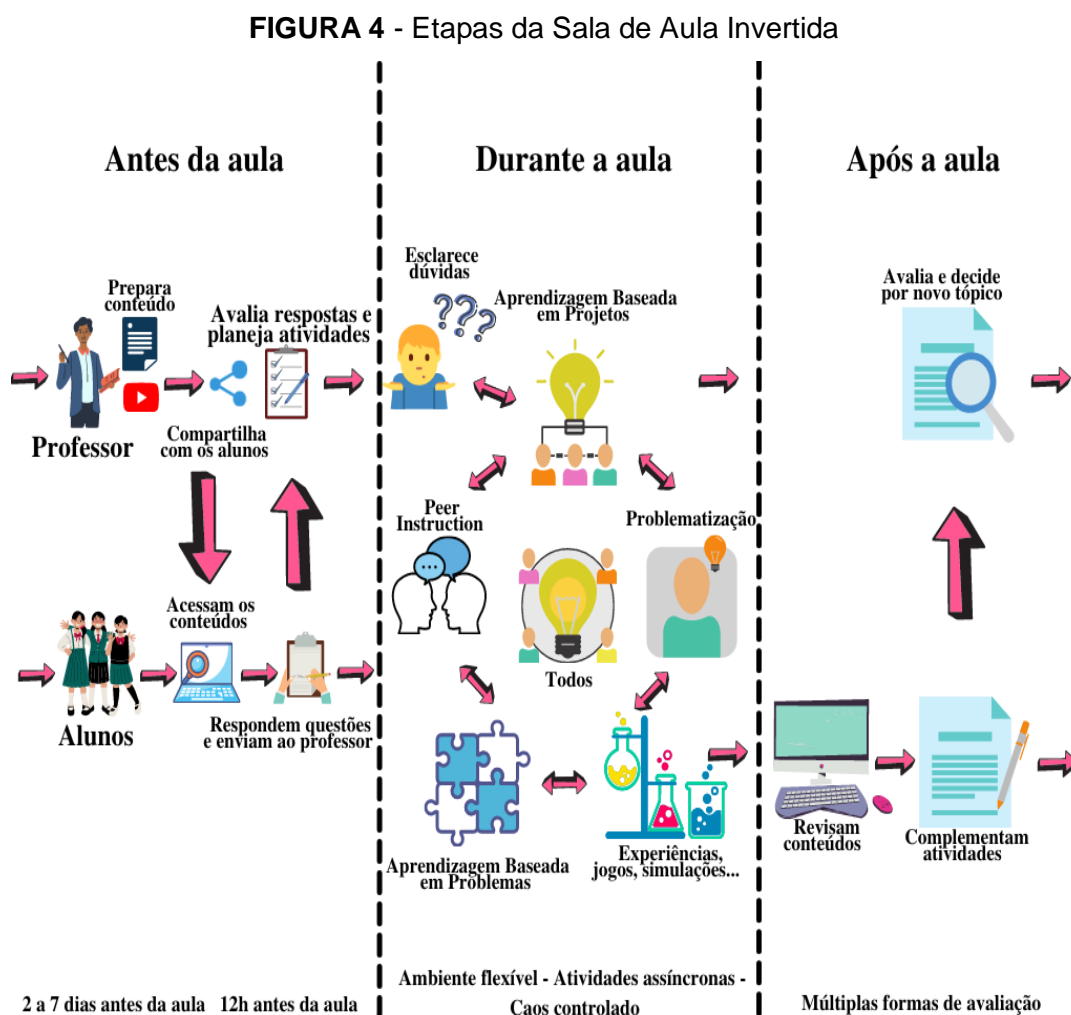 FIGURA 4 - Etapas da Sala de Aula Invertida
Antes da aula
Prepara
conteúdo
Avalia respostas e
planeja atividades
Professor
Compartilha
com os alunos
Acessam os
conteúdos
Alunos
Respondem questões
e enviam ao professor
2 a 7 dias antes da aula
12h antes da aula
Durante a aula
Esclarece
dúvidas
???
Aprendizagem Baseada
em Projetos
Peer
Instruction
Problematização
Todos
Aprendizagem Baseada
em Problemas
Experiências,
jogos, simulações...
Ambiente flexível - Atividades assíncronas -
Caos controlado
Após a aula
Avalia e decide
por novo tópico
Revisam
conteúdos
Complementam
atividades
Múltiplas formas de avaliação